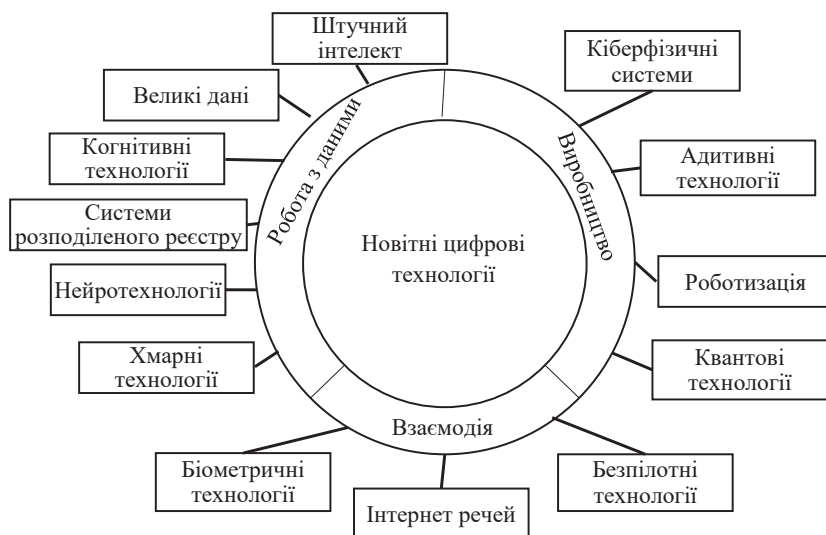 Штучний
інтелект
Кіберфізичні
системи
Великі дані
Когнітивні
технології
Адитивні
технології
Системи
розподіленого реєстру
Робота з даними
Виробництво
Новітні цифрові
технології
Нейротехнології
Роботизація
Хмарні
технології
Квантові
технології
Взаємодія
Біометричні
технології
Безпілотні
технології
Інтернет речей